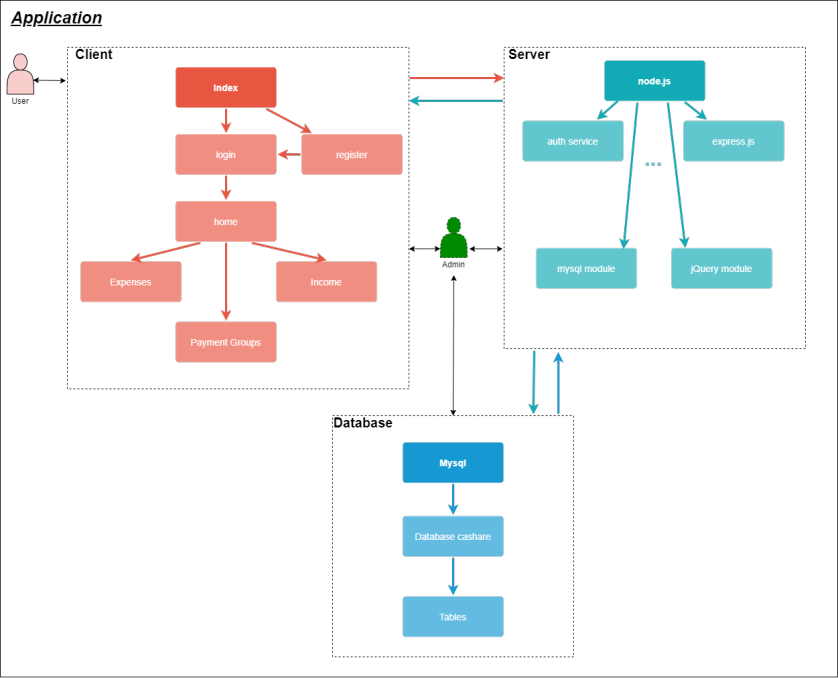 Application
Client
Server
User
Index
login
register
home
Expenses
Income
Payment Groups
node.js
auth service
express.js
...
mysql module
jQuery module
Admin
Database
Mysql
Database cashare
Tables